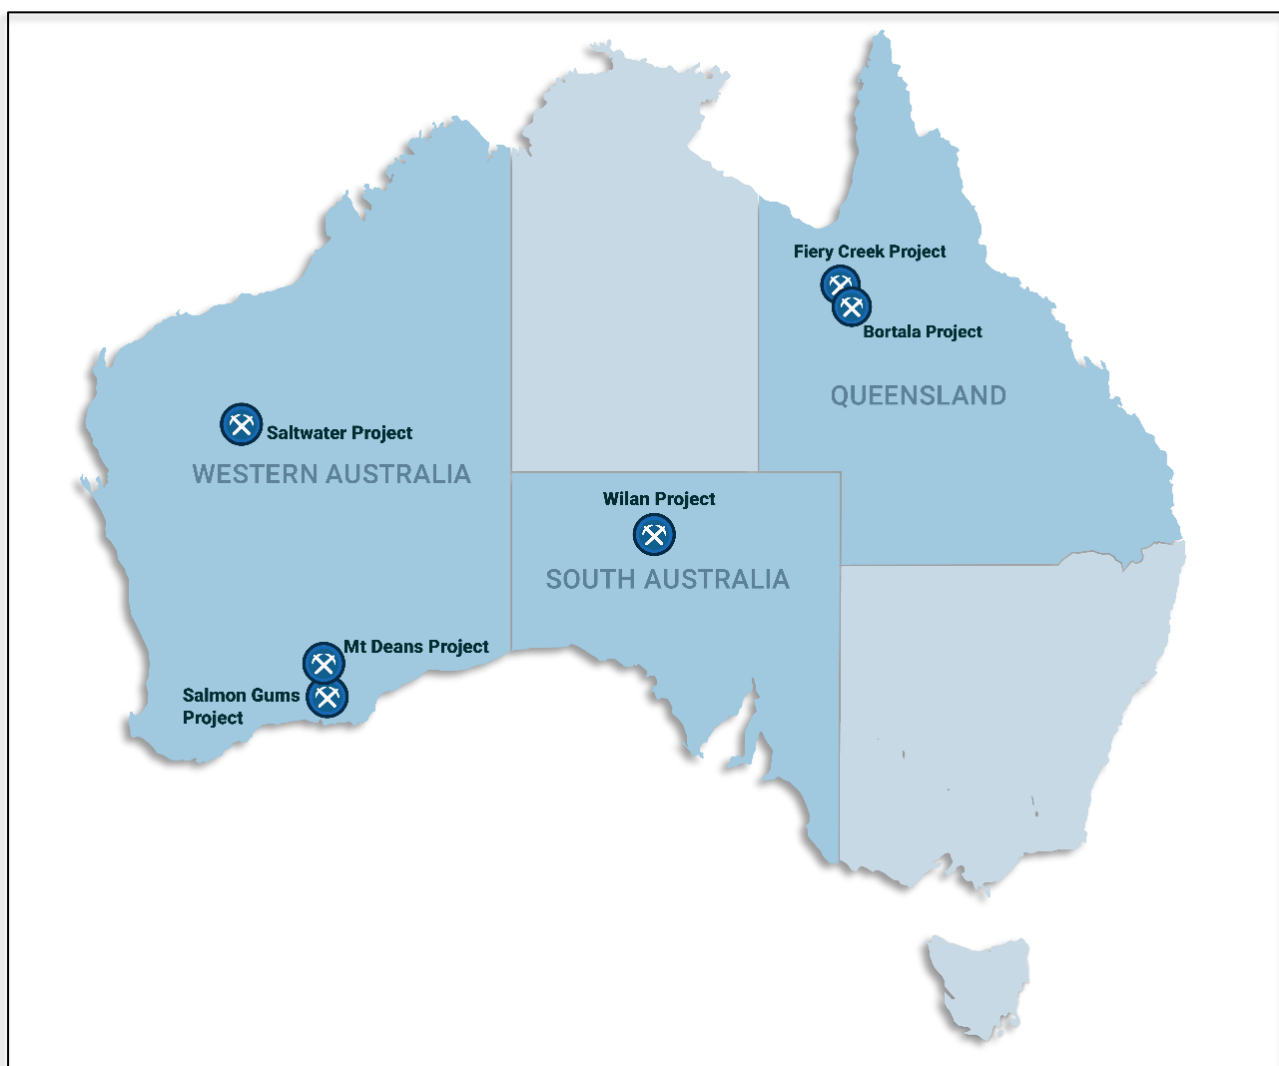 Fiery Creek Project
Bortala Project
QUEENSLAND
Saltwater Project
WESTERN AUSTRALIA
Wilan Project
SOUTH AUSTRALIA
Mt Deans Project
Salmon Gums
Project